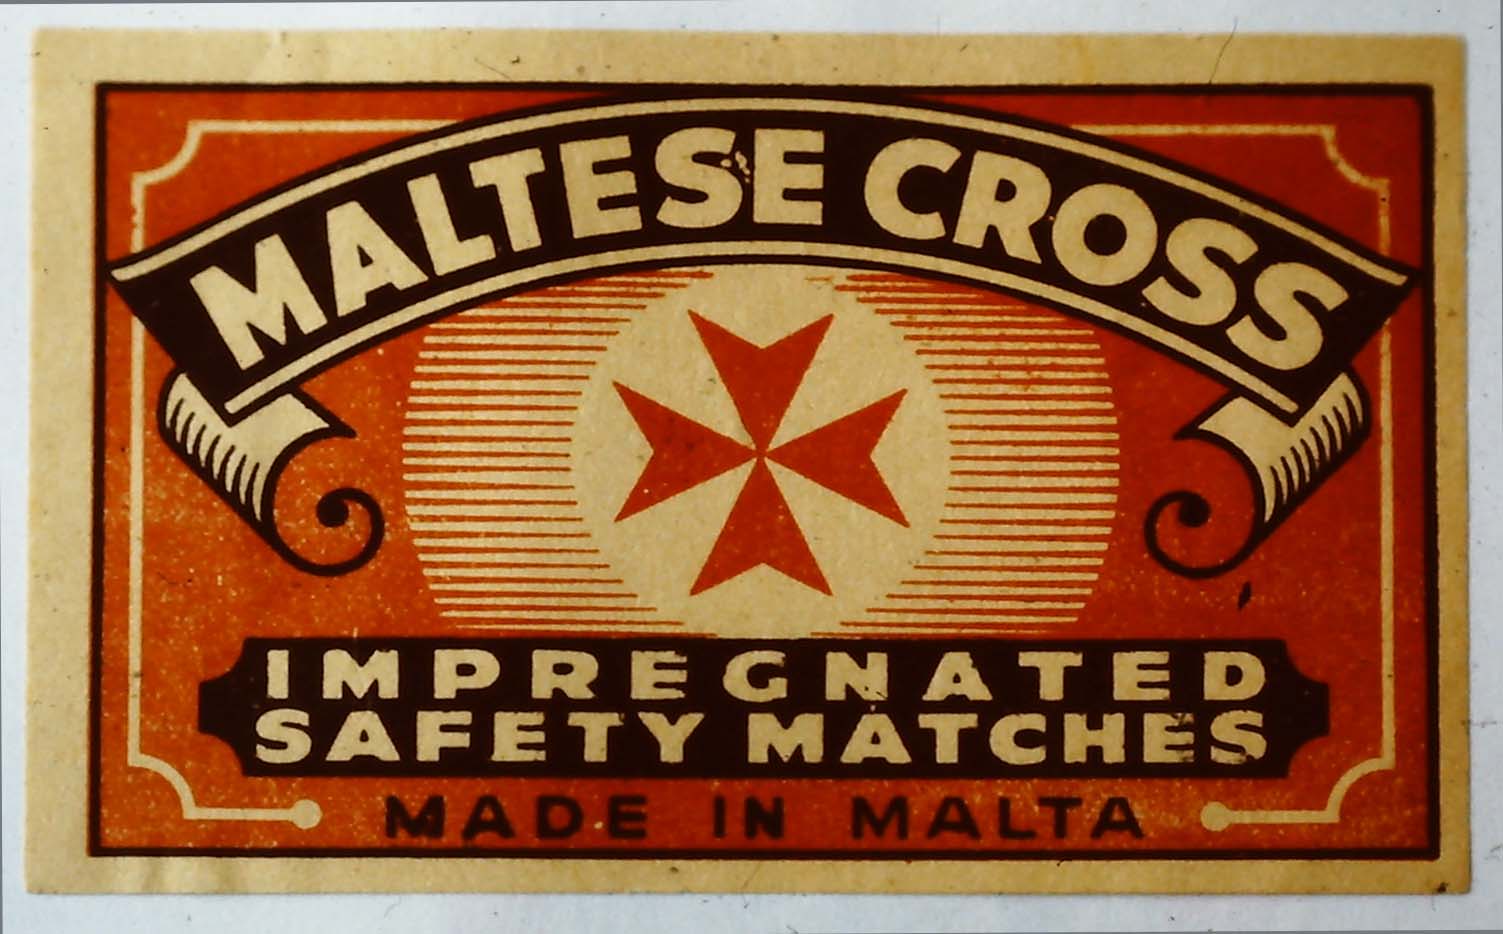 MALTESE CROSS
IMPREGNATED
SAFETY MATCHES
MADE IN MALTA